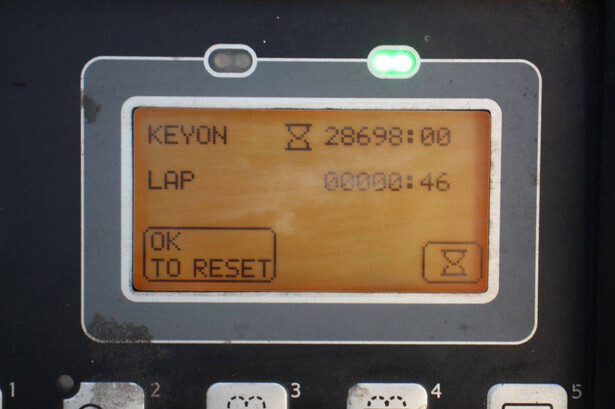 KEYON 28698:00
LAP 00000:46
OK
TO RESET
1 2 3 4 5